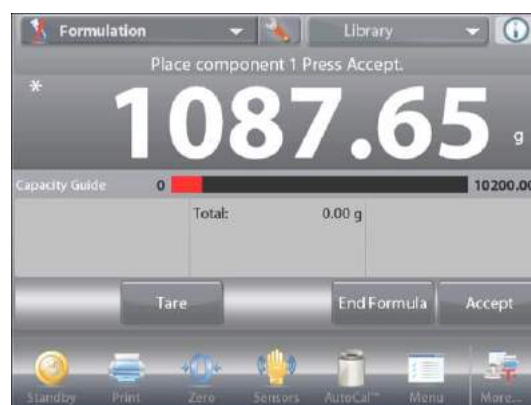 Formulation Library
Place component 1 Press Accept.
*
1087.65 g
Capacity Guide 0 10200.00
Total: 0.00 g
Tare End Formula Accept
Standby Print Zero Sensors AutoCal™ Menu More...